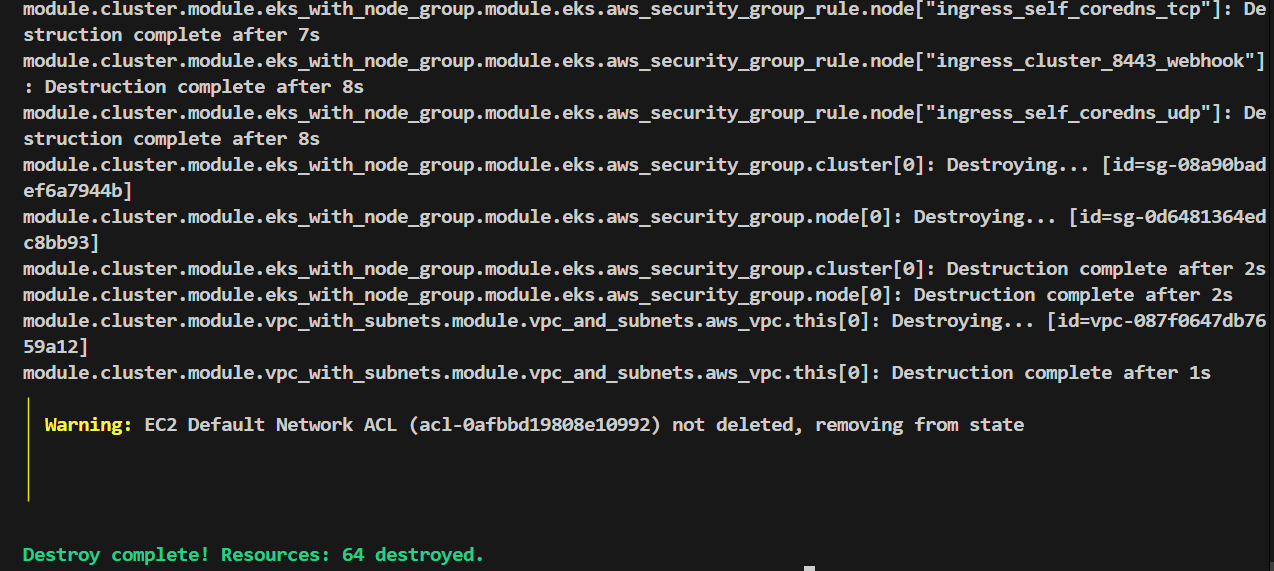 module.cluster.module.eks_with_node_group.module.eks.aws_security_group_rule.node["ingress_self_coredns_tcp"]: De
struction complete after 7s
module.cluster.module.eks_with_node_group.module.eks.aws_security_group_rule.node["ingress_cluster_8443_webhook"]
: Destruction complete after 8s
module.cluster.module.eks_with_node_group.module.eks.aws_security_group_rule.node["ingress_self_coredns_udp"]: De
struction complete after 8s
module.cluster.module.eks_with_node_group.module.eks.aws_security_group.cluster[0]: Destroying... [id=sg-08a90bad
ef6a7944b]
module.cluster.module.eks_with_node_group.module.eks.aws_security_group.node[0]: Destroying... [id=sg-0d6481364ed
c8bb93]
module.cluster.module.eks_with_node_group.module.eks.aws_security_group.cluster[0]: Destruction complete after 2s
module.cluster.module.eks_with_node_group.module.eks.aws_security_group.node[0]: Destruction complete after 2s
module.cluster.module.vpc_with_subnets.module.vpc_and_subnets.aws_vpc.this[0]: Destroying... [id=vpc-087f0647db76
59a12]
module.cluster.module.vpc_with_subnets.module.vpc_and_subnets.aws_vpc.this[0]: Destruction complete after 1s
Warning: EC2 Default Network ACL (acl-0afbbd19808e10992) not deleted, removing from state
Destroy complete! Resources: 64 destroyed.